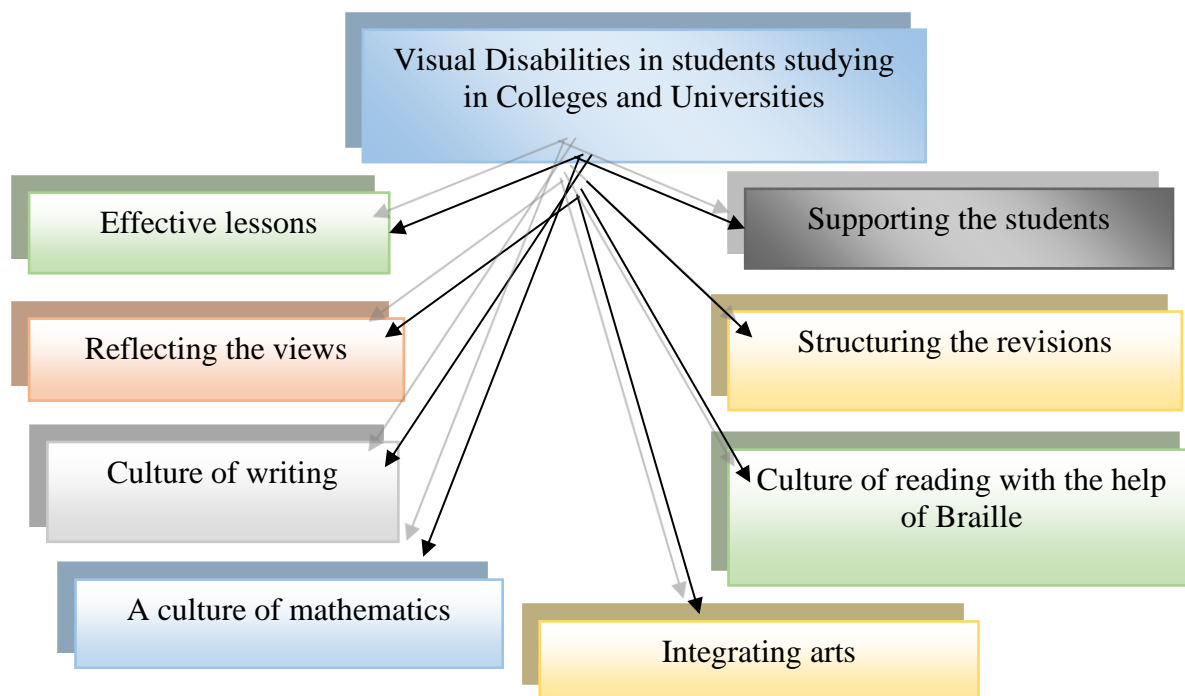 Visual Disabilities in students studying
in Colleges and Universities
Effective lessons
Supporting the students
Reflecting the views
Structuring the revisions
Culture of writing
Culture of reading with the help
of Braille
A culture of mathematics
Integrating arts